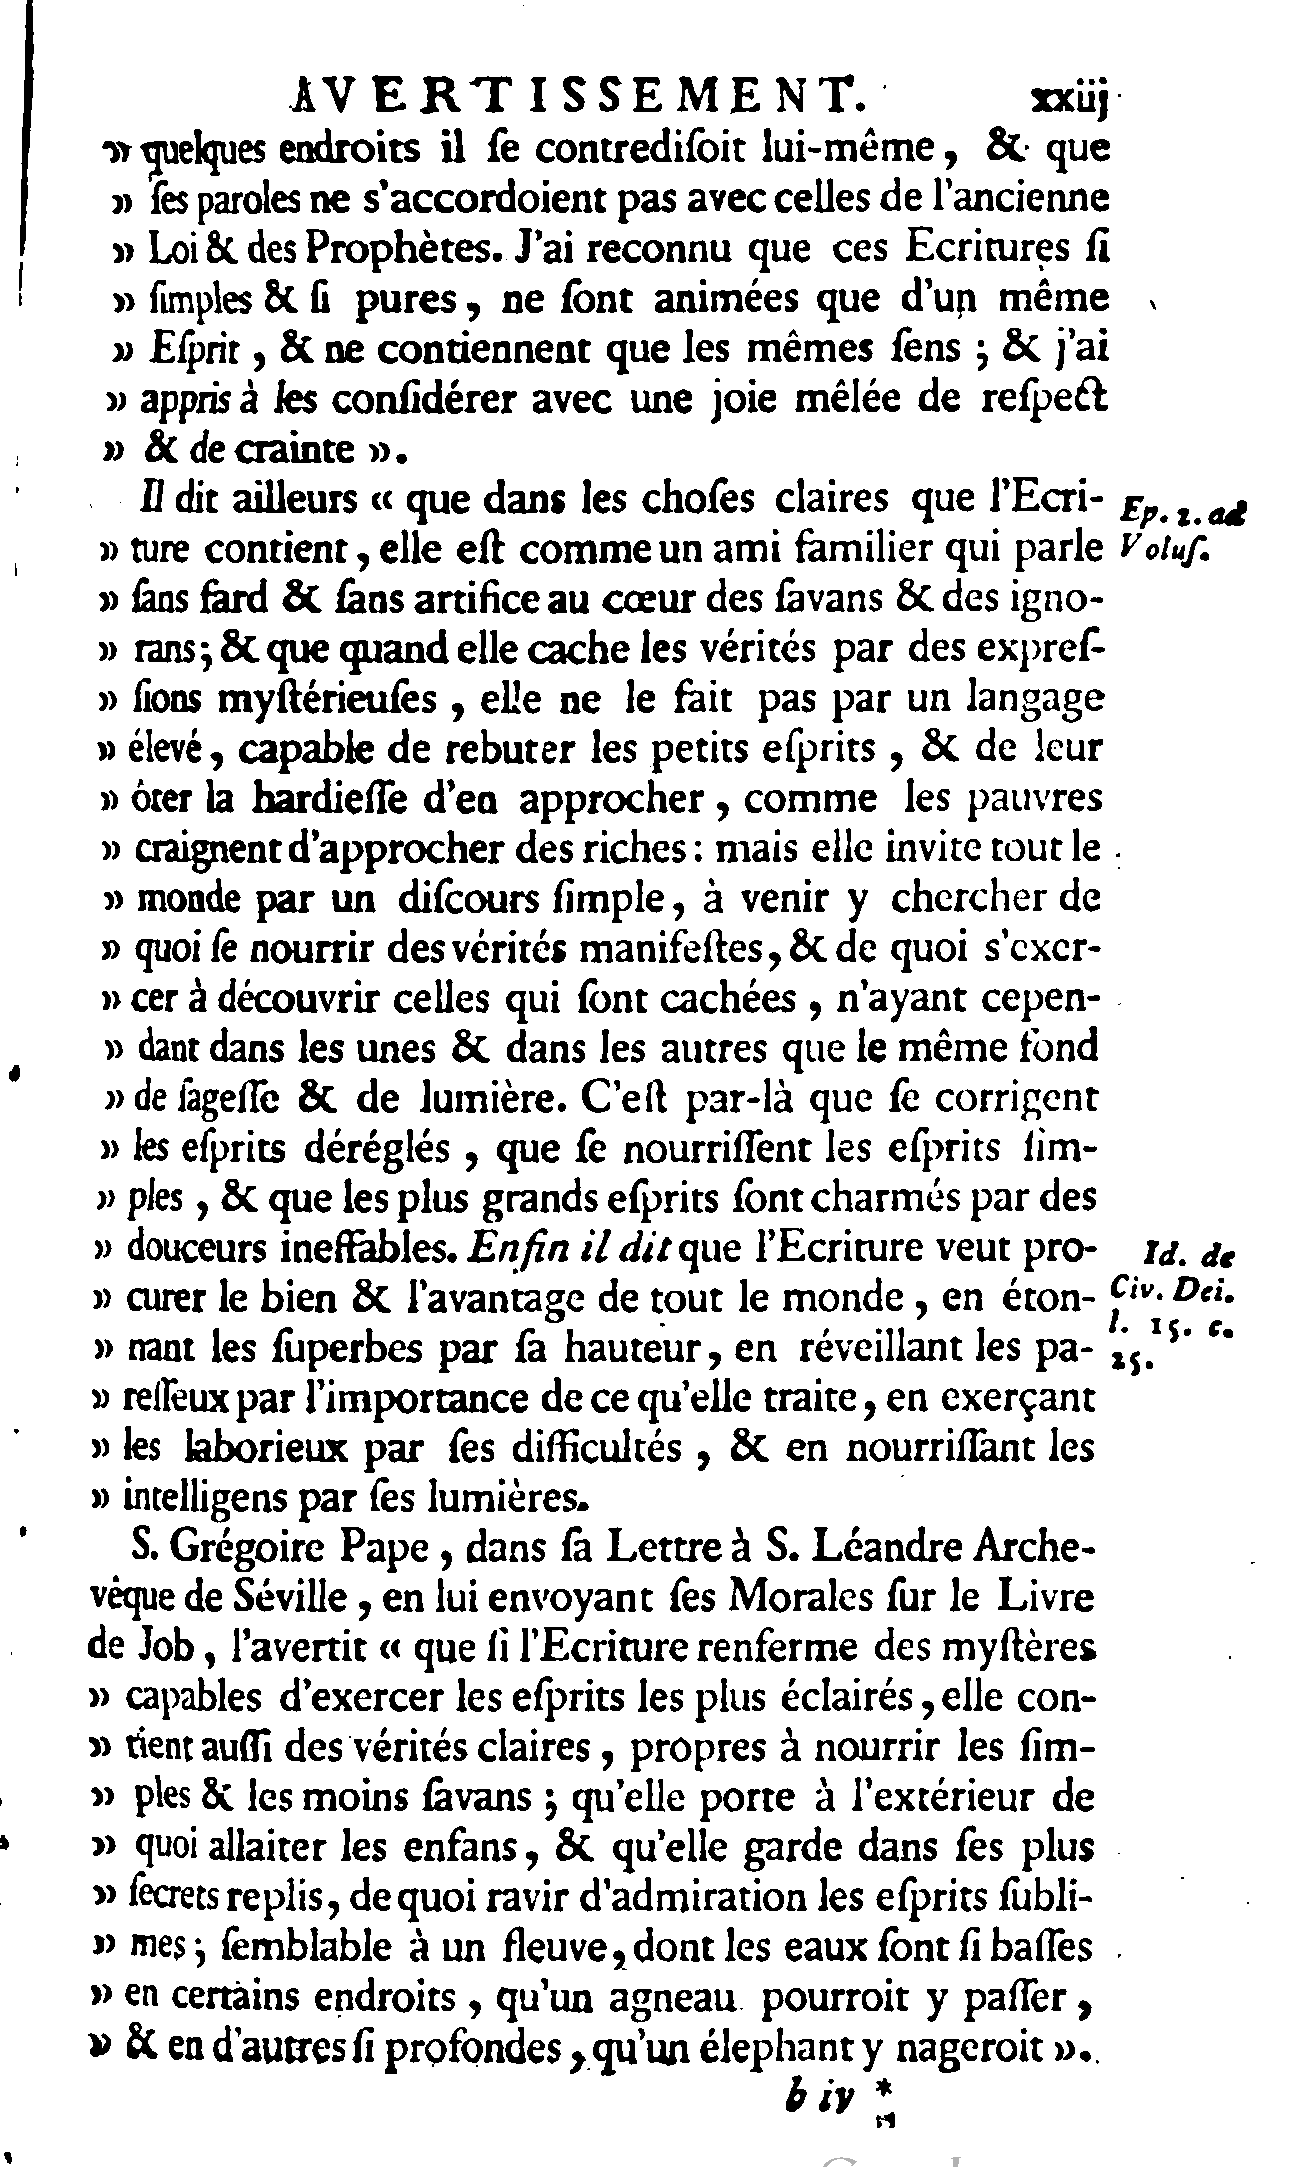 AVERTISSEMENT. xxiij
» quelques endroits il ſe contrediſoit lui-même, & que
» ſes paroles ne s'accordoient pas avec celles de l'ancienne
» Loi & des Prophètes. J'ai reconnu que ces Ecritures ſi
» ſimples & ſi pures, ne ſont animées que d'un même
» Eſprit, & ne contiennent que les mêmes ſens ; & j'ai
» appris à les conſidérer avec une joie mêlée de reſpect
» & de crainte ».
Il dit ailleurs « que dans les choſes claires que l'Ecri-
Ep. 2. ad
» ture contient, elle eſt comme un ami familier qui parle
Voluſ.
» ſans fard & ſans artifice au cœur des ſavans & des igno-
» rans; & que quand elle cache les vérités par des expreſ-
» ſions myſtérieuſes, elle ne le fait pas par un langage
» élevé, capable de rebuter les petits eſprits, & de leur
» ôter la hardieſſe d'en approcher, comme les pauvres
» craignent d'approcher des riches: mais elle invite tout le
» monde par un diſcours ſimple, à venir y chercher de
» quoi ſe nourrir des vérités manifeſtes, & de quoi s'exer-
» cer à découvrir celles qui ſont cachées, n'ayant cepen-
» dant dans les unes & dans les autres que le même fond
» de ſageſſe & de lumière. C'eſt par-là que ſe corrigent
» les eſprits déréglés, que ſe nourriſſent les eſprits ſim-
» ples, & que les plus grands eſprits ſont charmés par des
» douceurs ineffables. Enfin il dit que l'Ecriture veut pro-
Id. de
» curer le bien & l'avantage de tout le monde, en éton-
Civ. Dei.
» nant les ſuperbes par ſa hauteur, en réveillant les pa-
l. 15. c.
25.
» reſſeux par l'importance de ce qu'elle traite, en exerçant
» les laborieux par ſes difficultés, & en nourriſſant les
» intelligens par ſes lumières.
S. Grégoire Pape, dans ſa Lettre à S. Léandre Arche-
vêque de Séville, en lui envoyant ſes Morales ſur le Livre
de Job, l'avertit « que ſi l'Ecriture renferme des myſtères
» capables d'exercer les eſprits les plus éclairés, elle con-
» tient auſſi des vérités claires, propres à nourrir les ſim-
» ples & les moins ſavans ; qu'elle porte à l'extérieur de
» quoi allaiter les enfans, & qu'elle garde dans ſes plus
» ſecrets replis, de quoi ravir d'admiration les eſprits ſubli-
» mes ; ſemblable à un fleuve, dont les eaux ſont ſi baſſes
» en certains endroits, qu'un agneau pourroit y paſſer,
» & en d'autres ſi profondes, qu'un élephant y nageroit ».
b iv *